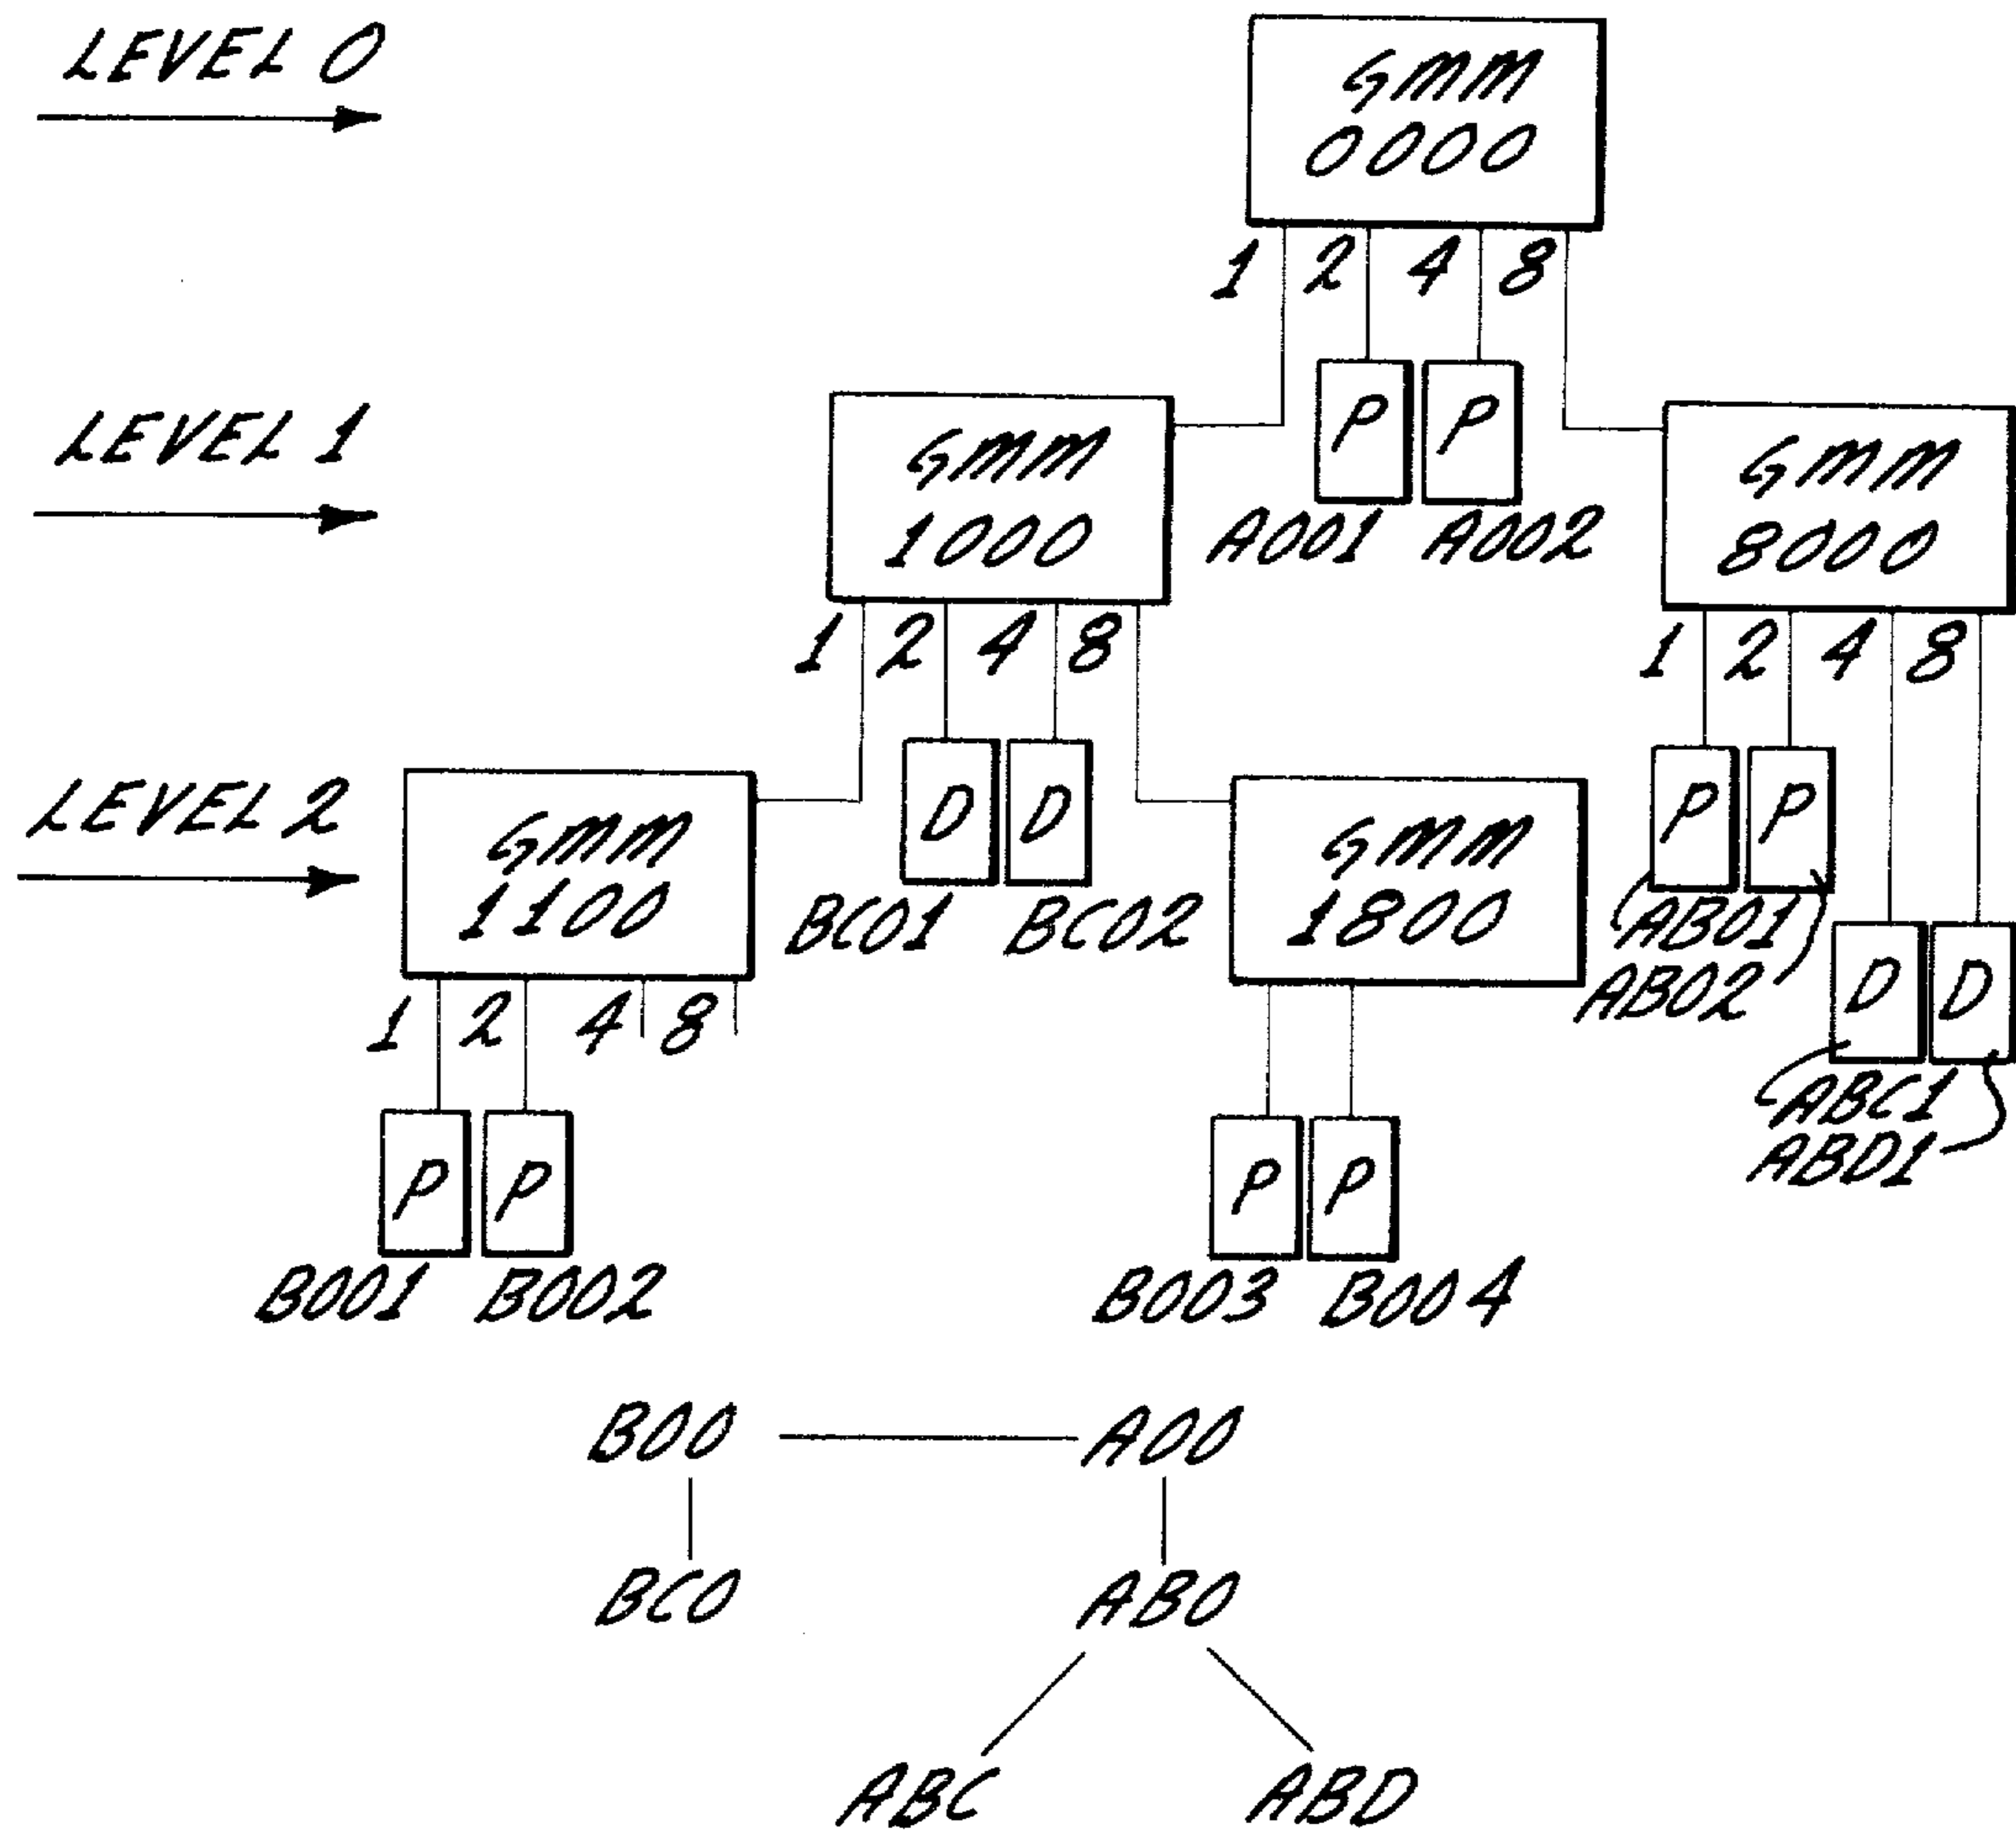 LEVEL 0
GMM
0000
1 2 4 8
LEVEL 1
P P
A001 A002
GMM
1000
GMM
8000
1 2 4 8
1 2 4 8
LEVEL 2
GMM
1100
D D
BC01 BC02
GMM
1800
P P
AB01
AB02
D D
ABC1
ABD1
1 2 4 8
P P
B001 B002
P P
B003 B004
B00 A00
BC0 AB0
ABC ABD